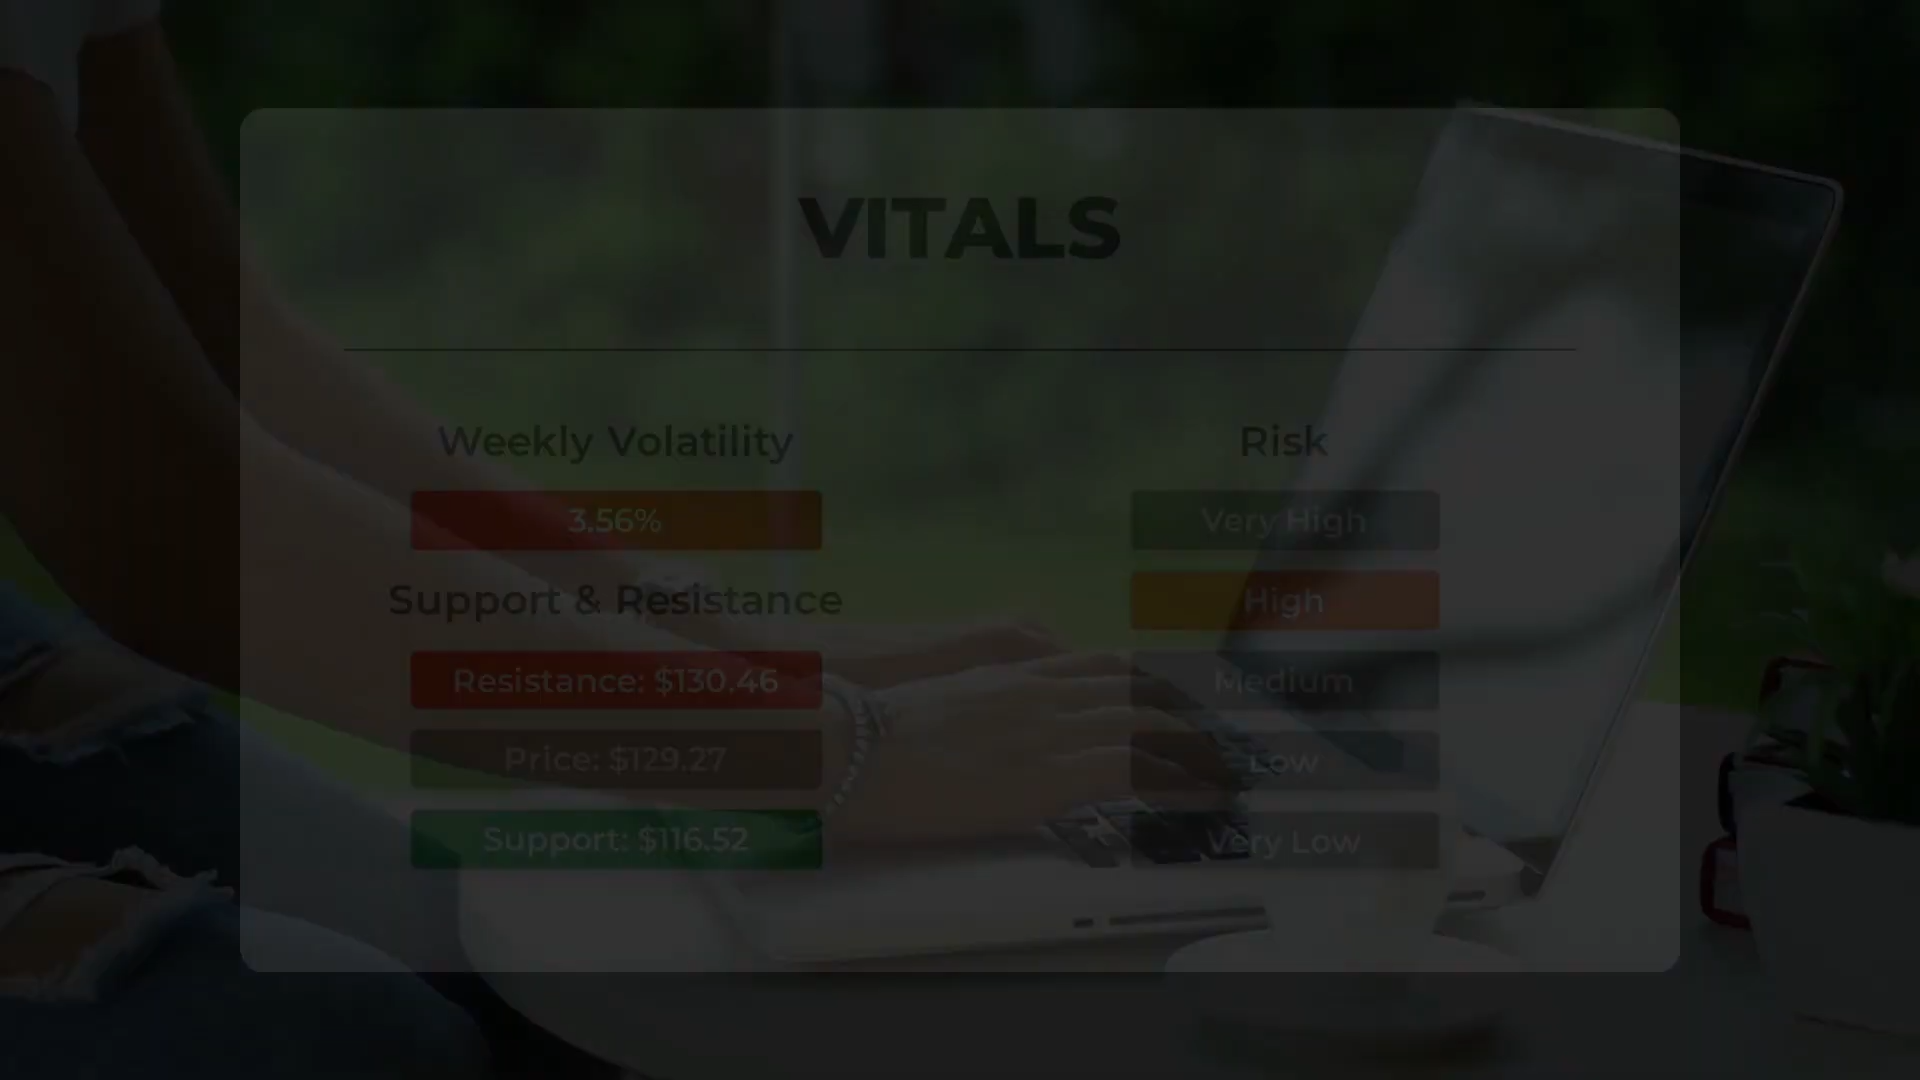 VITALS
Weekly Volatility
3.56%
Support & Resistance
Resistance: $130.46
Price: $129.27
Support: $116.52
Risk
Very High
High
Medium
Low
Very Low